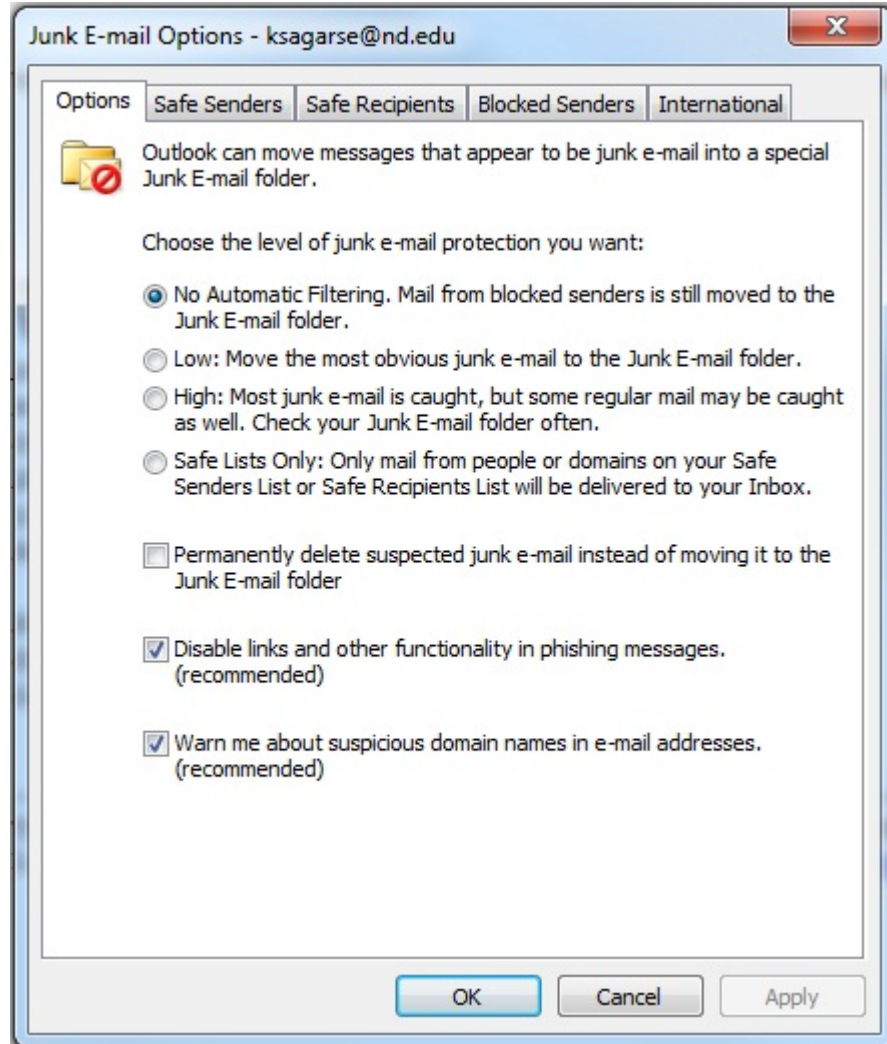 Junk E-mail Options - ksagarse@nd.edu
Options Safe Senders Safe Recipients Blocked Senders International
Outlook can move messages that appear to be junk e-mail into a special
Junk E-mail folder.
Choose the level of junk e-mail protection you want:
No Automatic Filtering. Mail from blocked senders is still moved to the
Junk E-mail folder.
Low: Move the most obvious junk e-mail to the Junk E-mail folder.
High: Most junk e-mail is caught, but some regular mail may be caught
as well. Check your Junk E-mail folder often.
Safe Lists Only: Only mail from people or domains on your Safe
Senders List or Safe Recipients List will be delivered to your Inbox.
Permanently delete suspected junk e-mail instead of moving it to the
Junk E-mail folder
Disable links and other functionality in phishing messages.
(recommended)
Warn me about suspicious domain names in e-mail addresses.
(recommended)
OK Cancel Apply